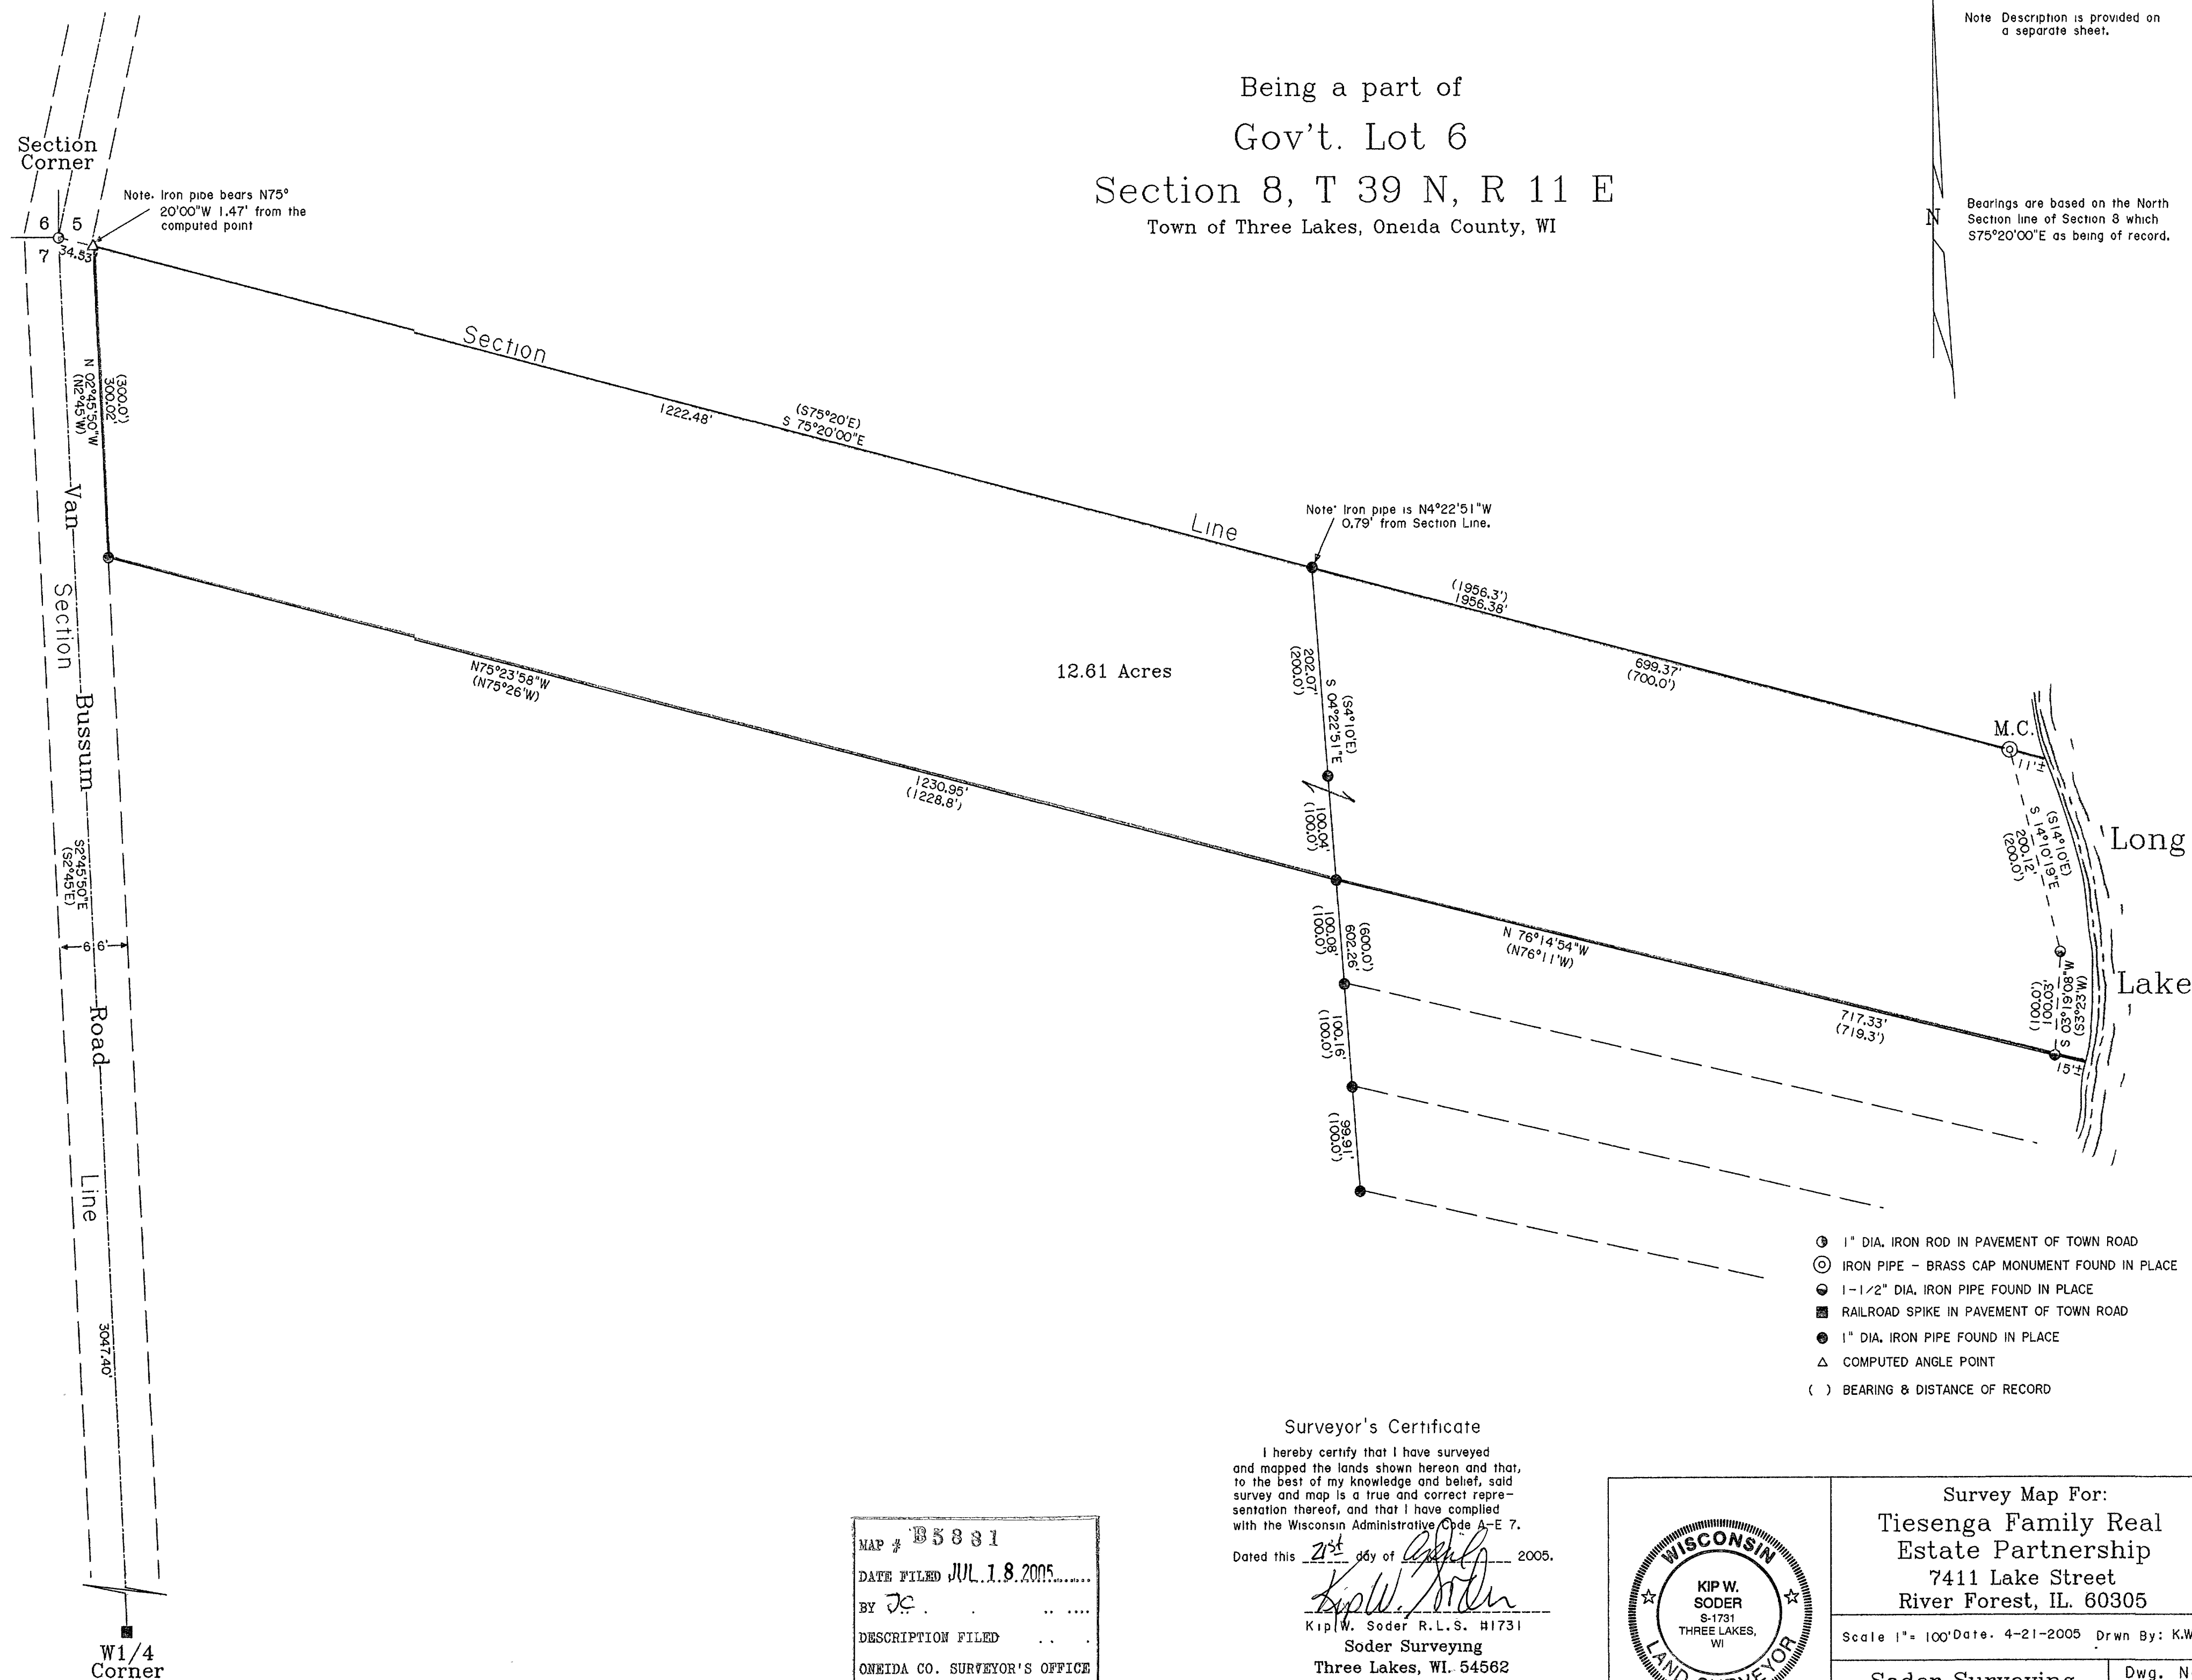 Note Description is provided on
a separate sheet.
Being a part of
Gov't. Lot 6
Section 8, T 39 N, R 11 E
Town of Three Lakes, Oneida County, WI
N
Bearings are based on the North
Section line of Section 8 which
S75°20'00"E as being of record.
Section
Corner
6 5
7
34.53'
Note. Iron pipe bears N75°
20'00"W 1.47' from the
computed point
(300.0')
300.02'
N 02°45'50"W
(N2°45'W)
Section
1222.48'
(S75°20'E)
S 75°20'00"E
Line
Note: Iron pipe is N4°22'51"W
0.79' from Section Line.
(1956.3')
1956.38'
699.37'
(700.0')
M.C.
11'±
Van
Bussum
Road
Section
Line
S2°45'50"E
(S2°45'E)
66'
3047.40'
W1/4
Corner
N75°23'58"W
(N75°26'W)
1230.95'
(1228.8')
12.61 Acres
202.07'
(200.0')
(S4°10'E)
S 04°22'51"E
100.04'
(100.0')
(600.0')
602.26'
100.08'
(100.0')
100.16'
(100.0')
99.91'
(100.0')
N 76°14'54"W
(N76°11'W)
717.33'
(719.3')
(S14°10'E)
S 14°10'19"E
200.12'
(200.0')
(S3°23'W)
S 03°19'08"W
100.03'
(100.0')
15'±
Long
Lake
1" DIA. IRON ROD IN PAVEMENT OF TOWN ROAD
IRON PIPE - BRASS CAP MONUMENT FOUND IN PLACE
1-1/2" DIA. IRON PIPE FOUND IN PLACE
RAILROAD SPIKE IN PAVEMENT OF TOWN ROAD
1" DIA. IRON PIPE FOUND IN PLACE
COMPUTED ANGLE POINT
( ) BEARING & DISTANCE OF RECORD
Surveyor's Certificate
I hereby certify that I have surveyed
and mapped the lands shown hereon and that,
to the best of my knowledge and belief, said
survey and map is a true and correct repre-
sentation thereof, and that I have complied
with the Wisconsin Administrative Code A-E 7.
Dated this 21st day of April 2005.
Kip W. Soder
Kip W. Soder R.L.S. #1731
Soder Surveying
Three Lakes, WI. 54562
MAP # B5881
DATE FILED JUL 18 2005
BY JC
DESCRIPTION FILED
ONEIDA CO. SURVEYOR'S OFFICE
WISCONSIN
KIP W.
SODER
S-1731
THREE LAKES,
WI
LAND SURVEYOR
Survey Map For:
Tiesenga Family Real
Estate Partnership
7411 Lake Street
River Forest, IL. 60305
Scale 1"= 100' Date. 4-21-2005 Drwn By: K.W
Soder Surveying
Dwg. N